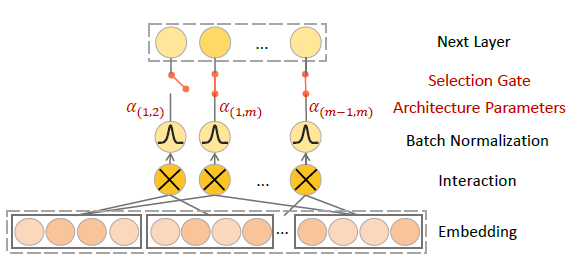 ... Next Layer
Selection Gate
α(1,2) α(1,m) α(m−1,m) Architecture Parameters
Batch Normalization
... Interaction
... Embedding